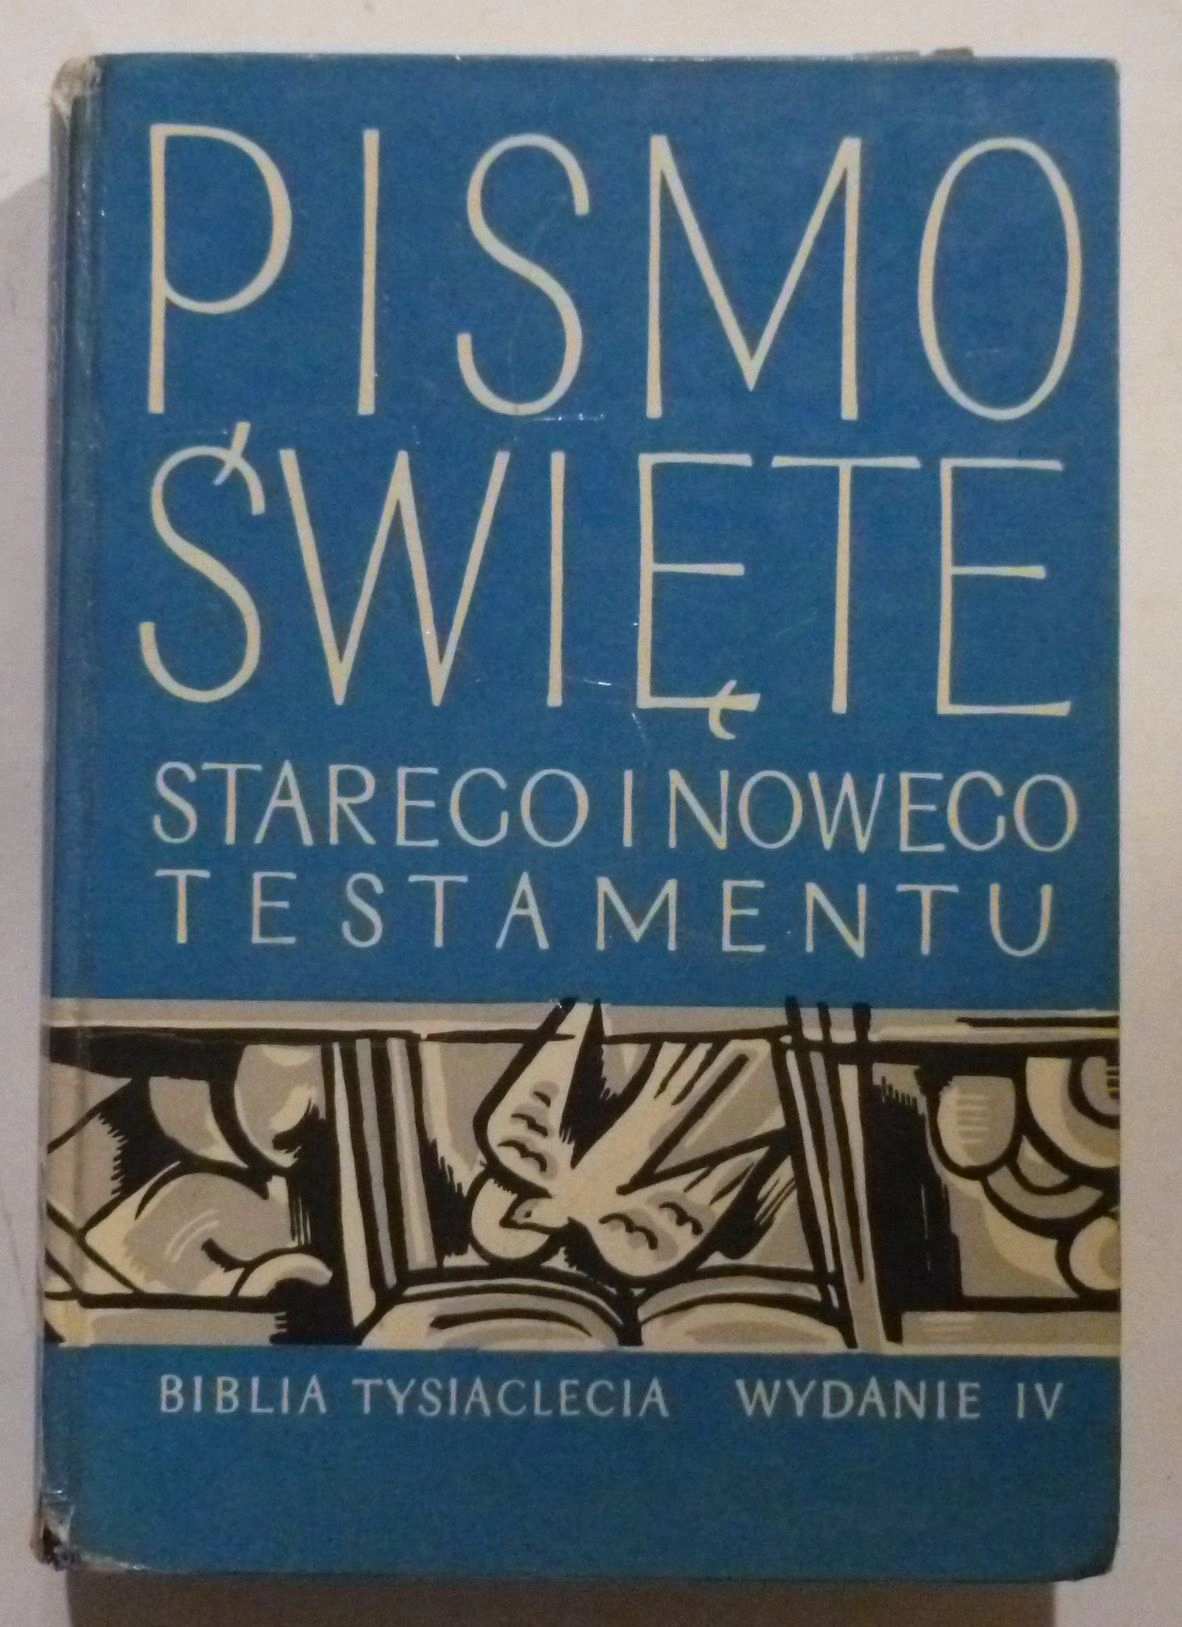 PISMO
ŚWIĘTE
STAREGO I NOWEGO
TESTAMENTU
BIBLIA TYSIACLECIA WYDANIE IV